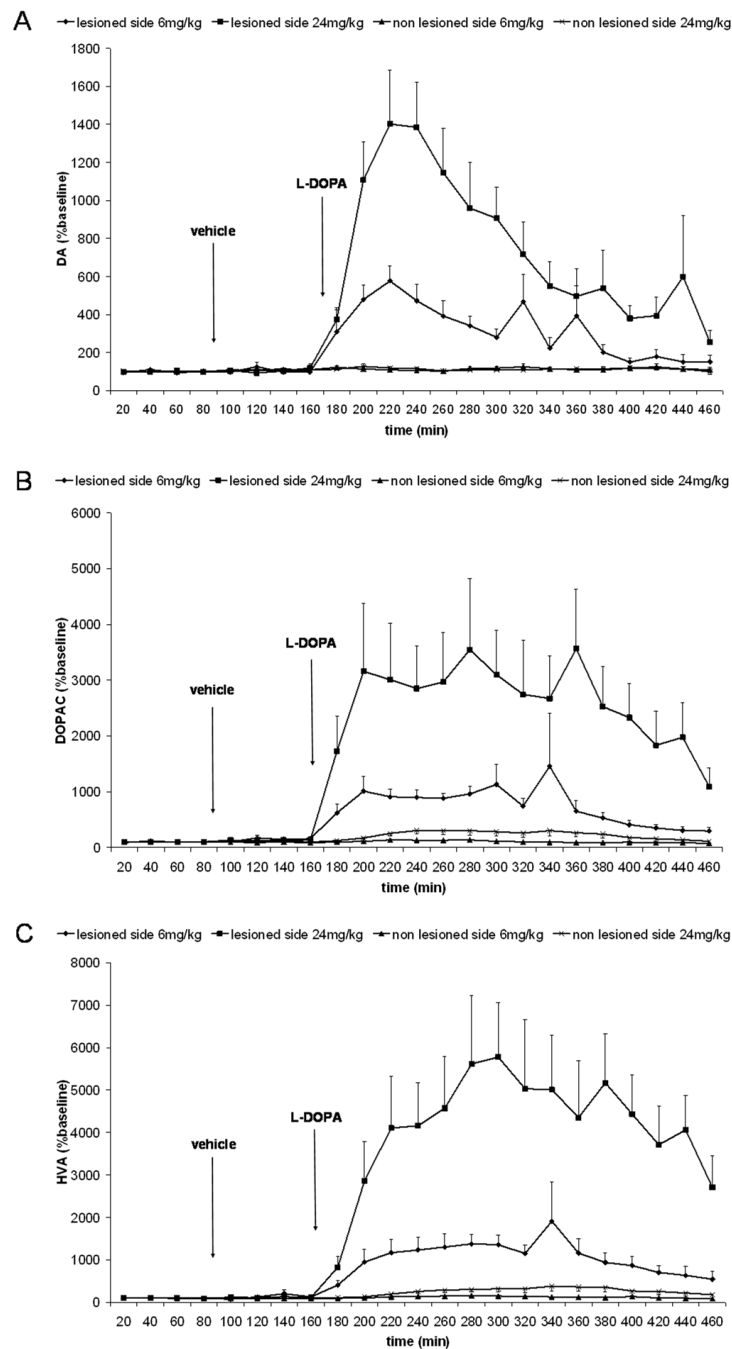 A
lesioned side 6mg/kg lesioned side 24mg/kg non lesioned side 6mg/kg non lesioned side 24mg/kg
1800
1600
1400
1200
1000
800
600
400
200
0
DA (%baseline)
vehicle
L-DOPA
20 40 60 80 100 120 140 160 180 200 220 240 260 280 300 320 340 360 380 400 420 440 460
time (min)
B
lesioned side 6mg/kg lesioned side 24mg/kg non lesioned side 6mg/kg non lesioned side 24mg/kg
6000
5000
4000
3000
2000
1000
0
DOPAC (%baseline)
vehicle
L-DOPA
20 40 60 80 100 120 140 160 180 200 220 240 260 280 300 320 340 360 380 400 420 440 460
time (min)
C
lesioned side 6mg/kg lesioned side 24mg/kg non lesioned side 6mg/kg non lesioned side 24mg/kg
8000
7000
6000
5000
4000
3000
2000
1000
0
HVA (%baseline)
vehicle
L-DOPA
20 40 60 80 100 120 140 160 180 200 220 240 260 280 300 320 340 360 380 400 420 440 460
time (min)